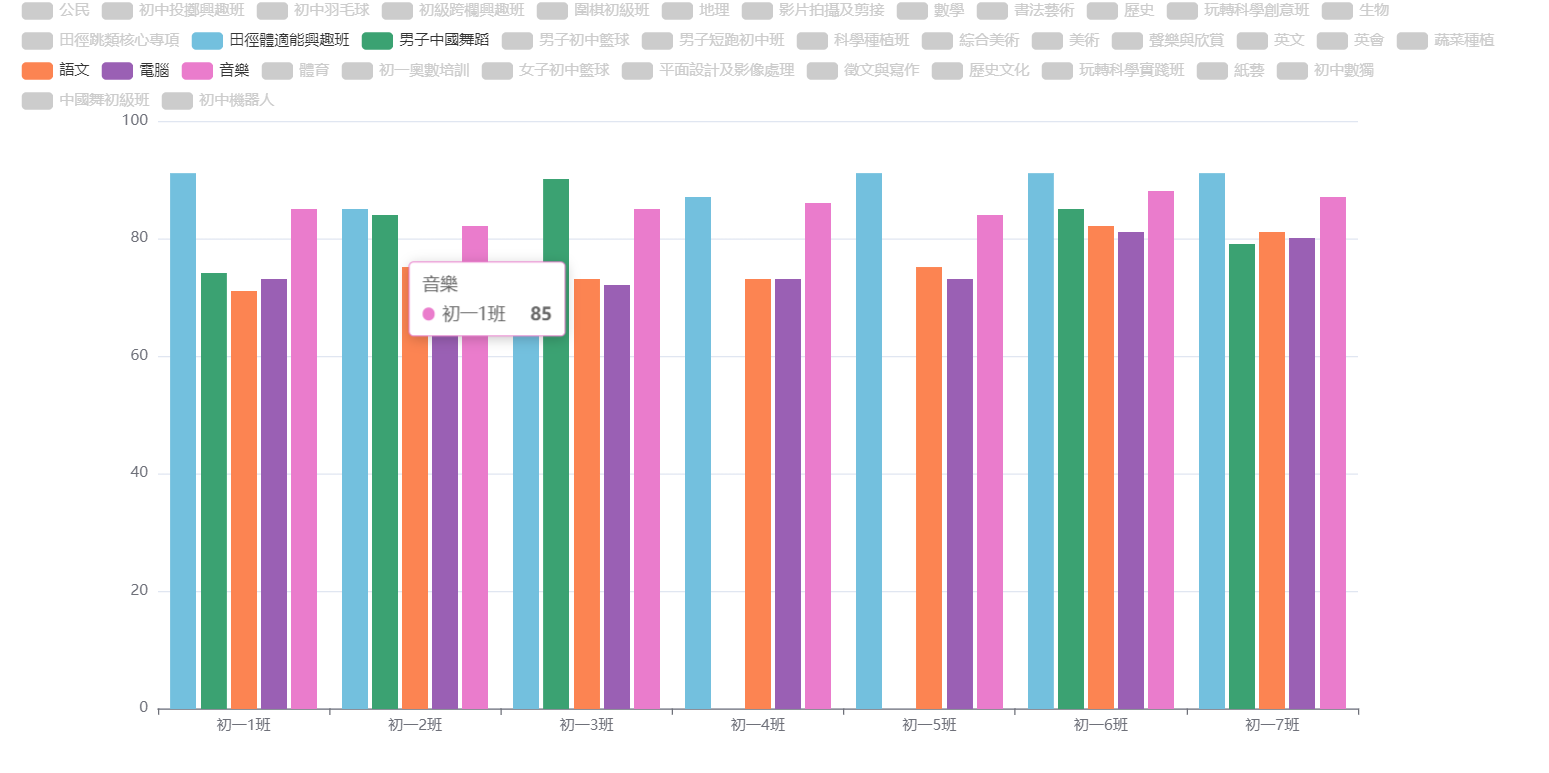 公民 初中投擲興趣班 初中羽毛球 初級跨欄興趣班 圍棋初級班 地理 影片拍攝及剪接 數學 書法藝術 歷史 玩轉科學創意班 生物
田徑跳類核心專項 田徑體適能興趣班 男子中國舞蹈 男子初中籃球 男子短跑初中班 科學種植班 綜合美術 美術 聲樂與欣賞 英文 英會 蔬菜種植
語文 電腦 音樂 體育 初一奧數培訓 女子初中籃球 平面設計及影像處理 徵文與寫作 歷史文化 玩轉科學實踐班 紙藝 初中數獨
中國舞初級班 初中機器人
100
80
音樂
初一1班 85
60
40
20
0
初一1班 初一2班 初一3班 初一4班 初一5班 初一6班 初一7班